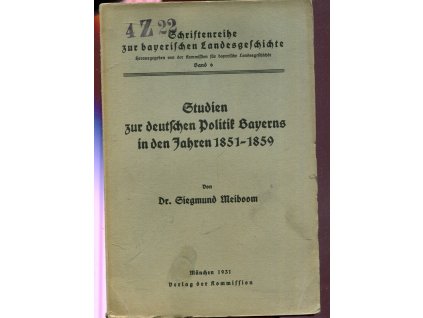 4 Z 22
Schriftenreihe
zur bayerischen Landesgeschichte
Herausgegeben von der Kommission für bayerische Landesgeschichte
Band 6
Studien
zur deutschen Politik Bayerns
in den Jahren 1851-1859
Von
Dr. Siegmund Meiboom
München 1931
Verlag der Kommission